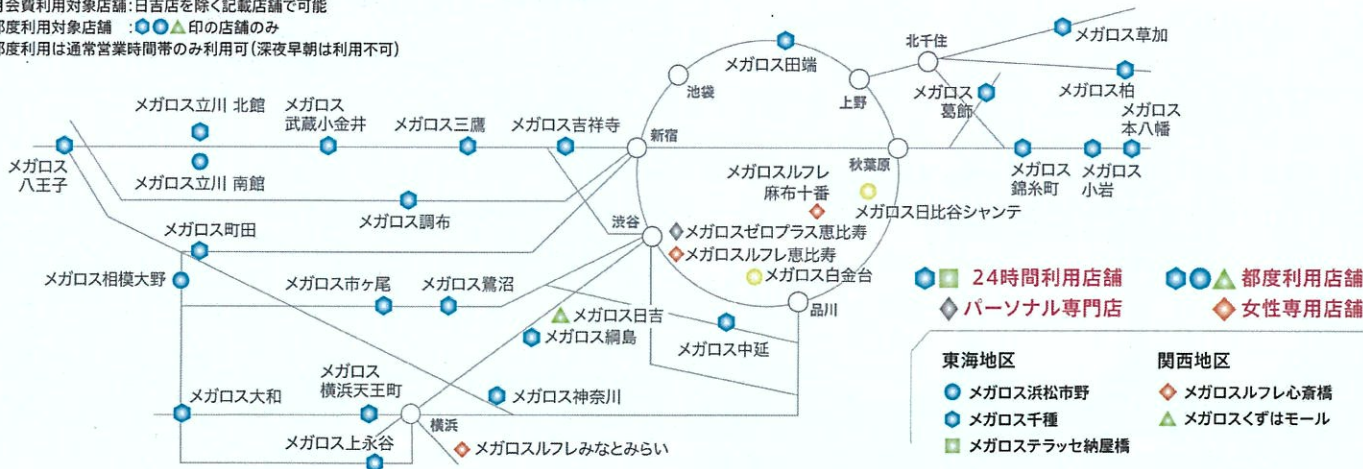 月会費利用対象店舗:日吉店を除く記載店舗で可能
都度利用対象店舗 :印の店舗のみ
都度利用は通常営業時間帯のみ利用可(深夜早朝は利用不可)
北千住
メガロス草加
メガロス田端
池袋
上野
メガロス
葛飾
メガロス柏
メガロス
本八幡
メガロス立川 北館
メガロス
武蔵小金井
メガロス三鷹
メガロス吉祥寺
新宿
秋葉原
メガロス
八王子
メガロス立川 南館
メガロス
錦糸町
メガロス
小岩
メガロスルフレ
麻布十番
メガロス日比谷シャンテ
メガロス調布
渋谷
メガロスゼロプラス恵比寿
メガロスルフレ恵比寿
メガロス白金台
メガロス町田
メガロス相模大野
メガロス市ヶ尾
メガロス鷺沼
品川
メガロス日吉
メガロス綱島
メガロス中延
メガロス大和
メガロス
横浜天王町
メガロス神奈川
横浜
メガロス上永谷
メガロスルフレみなとみらい
24時間利用店舗
都度利用店舗
パーソナル専門店
女性専用店舗
東海地区
メガロス浜松市野
メガロス千種
メガロステラッセ納屋橋
関西地区
メガロスルフレ心斎橋
メガロスくずはモール